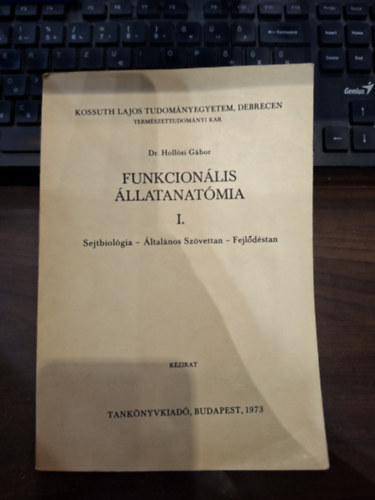 KOSSUTH LAJOS TUDOMÁNYEGYETEM, DEBRECEN
TERMÉSZETTUDOMÁNYI KAR
Dr. Hollósi Gábor
FUNKCIONÁLIS
ÁLLATANATÓMIA
I.
Sejtbiológia – Általános Szövettan – Fejlődéstan
KÉZIRAT
TANKÖNYVKIADÓ, BUDAPEST, 1973
Genius